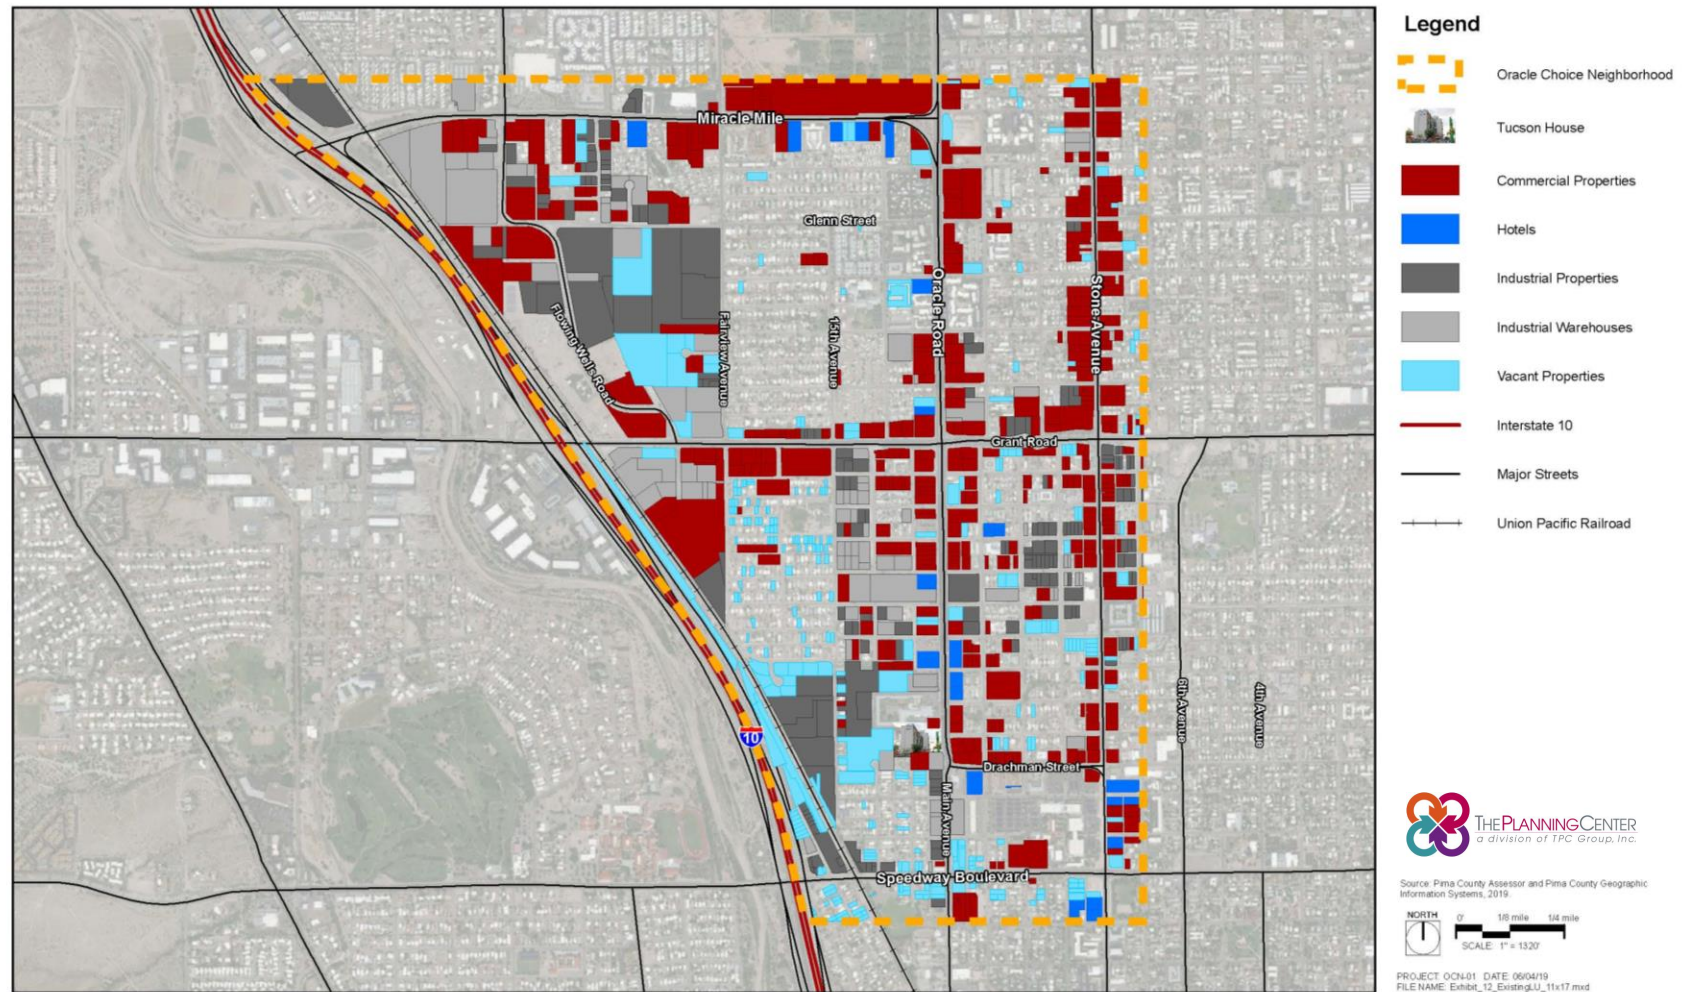 Miracle Mile
Glenn Street
Oracle Road
Stone Avenue
Flowing Wells Road
Fairview Avenue
15th Avenue
Grant Road
6th Avenue
4th Avenue
10
Drachman Street
Main Avenue
Speedway Boulevard
Legend
Oracle Choice Neighborhood
Tucson House
Commercial Properties
Hotels
Industrial Properties
Industrial Warehouses
Vacant Properties
Interstate 10
Major Streets
Union Pacific Railroad
THEPLANNINGCENTER
a division of TPC Group, Inc.
Source: Pima County Assessor and Pima County Geographic
Information Systems, 2019.
NORTH
0' 1/8 mile 1/4 mile
SCALE: 1" = 1320'
PROJECT: OCN-01 DATE: 06/04/19
FILE NAME: Exhibit_12_ExistingLU_11x17.mxd